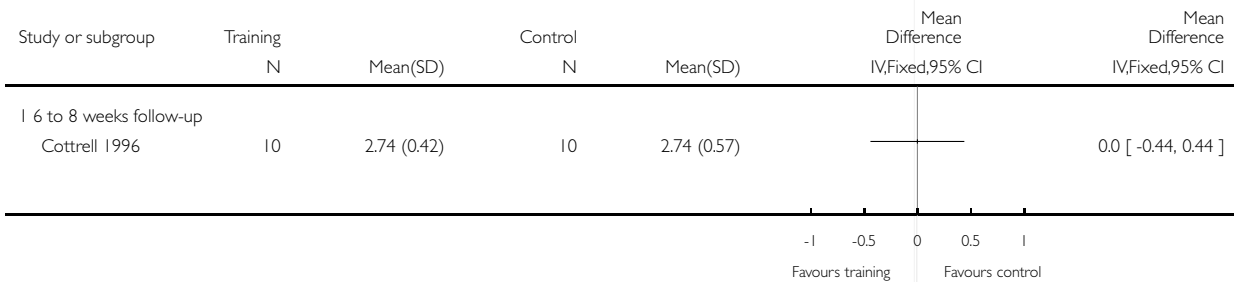 Mean Mean
Study or subgroup Training Control Difference Difference
N Mean(SD) N Mean(SD) IV,Fixed,95% CI IV,Fixed,95% CI
1 6 to 8 weeks follow-up
Cottrell 1996 10 2.74 (0.42) 10 2.74 (0.57) 0.0 [ -0.44, 0.44 ]
-1 -0.5 0 0.5 1
Favours training Favours control